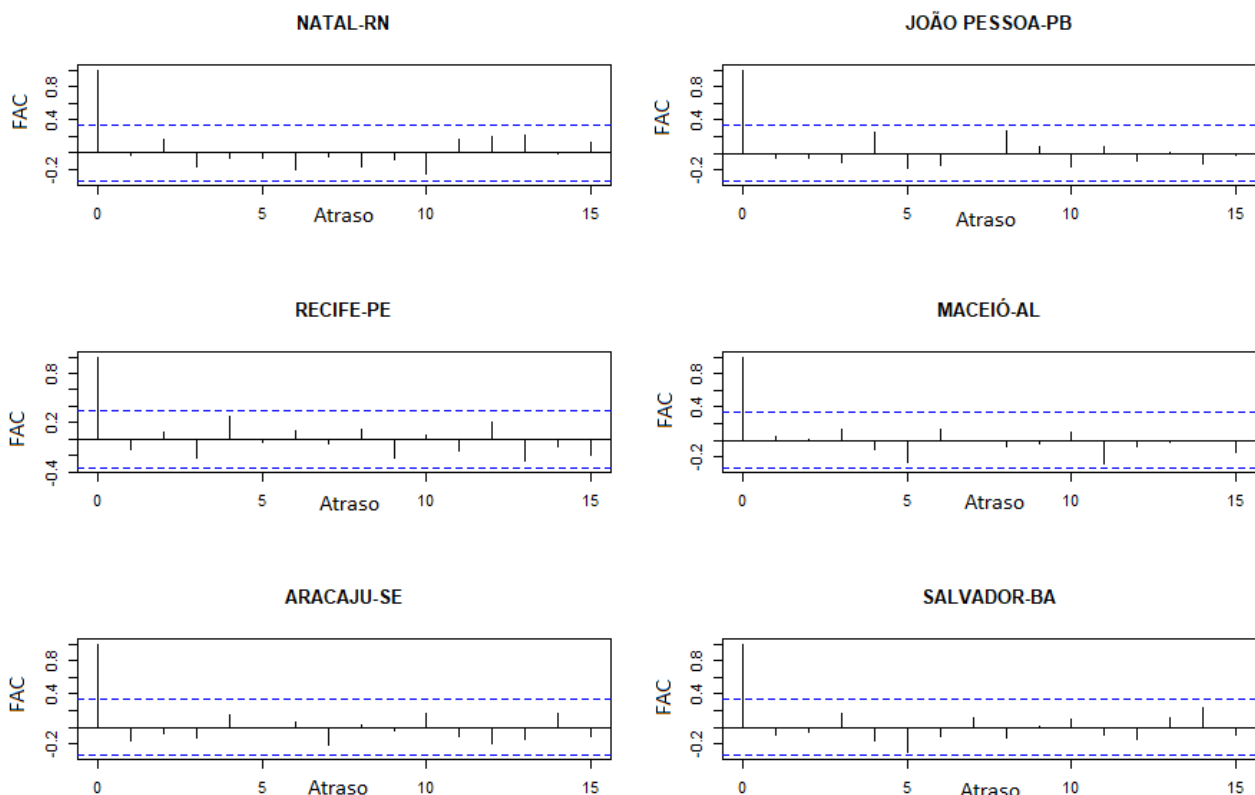 NATAL-RN
FAC
0.8
0.4
-0.2
0 5 10 15
Atraso
JOÃO PESSOA-PB
FAC
0.8
0.4
-0.2
0 5 10 15
Atraso
RECIFE-PE
FAC
0.8
0.2
-0.4
0 5 10 15
Atraso
MACEIÓ-AL
FAC
0.8
0.4
-0.2
0 5 10 15
Atraso
ARACAJU-SE
FAC
0.8
0.4
-0.2
0 5 10 15
Atraso
SALVADOR-BA
FAC
0.8
0.4
-0.2
0 5 10 15
Atraso